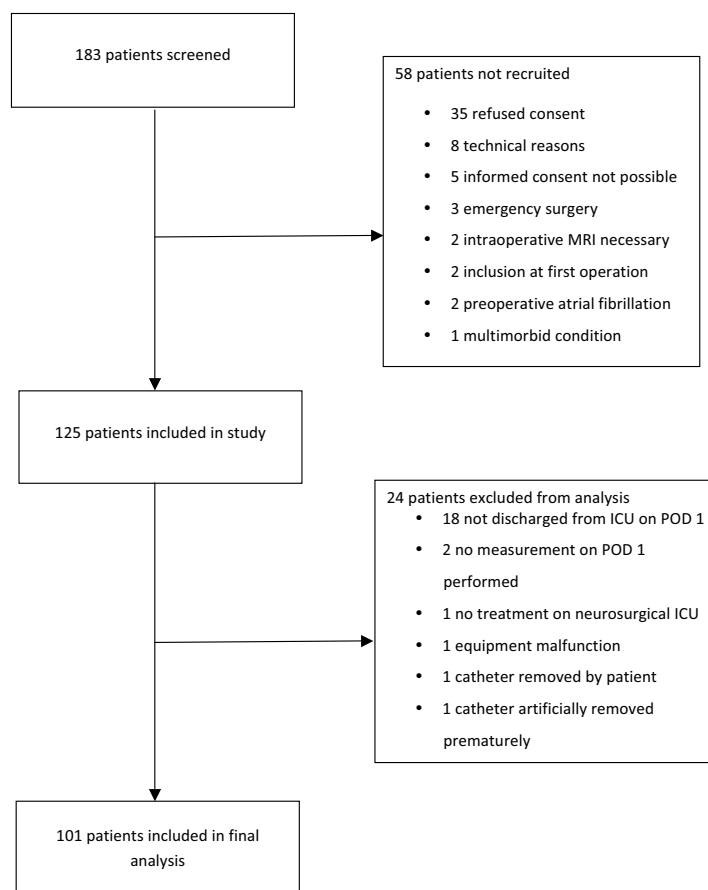 183 patients screened
58 patients not recruited
• 35 refused consent
• 8 technical reasons
• 5 informed consent not possible
• 3 emergency surgery
• 2 intraoperative MRI necessary
• 2 inclusion at first operation
• 2 preoperative atrial fibrillation
• 1 multimorbid condition
125 patients included in study
24 patients excluded from analysis
• 18 not discharged from ICU on POD 1
• 2 no measurement on POD 1
performed
• 1 no treatment on neurosurgical ICU
• 1 equipment malfunction
• 1 catheter removed by patient
• 1 catheter artificially removed
prematurely
101 patients included in final
analysis